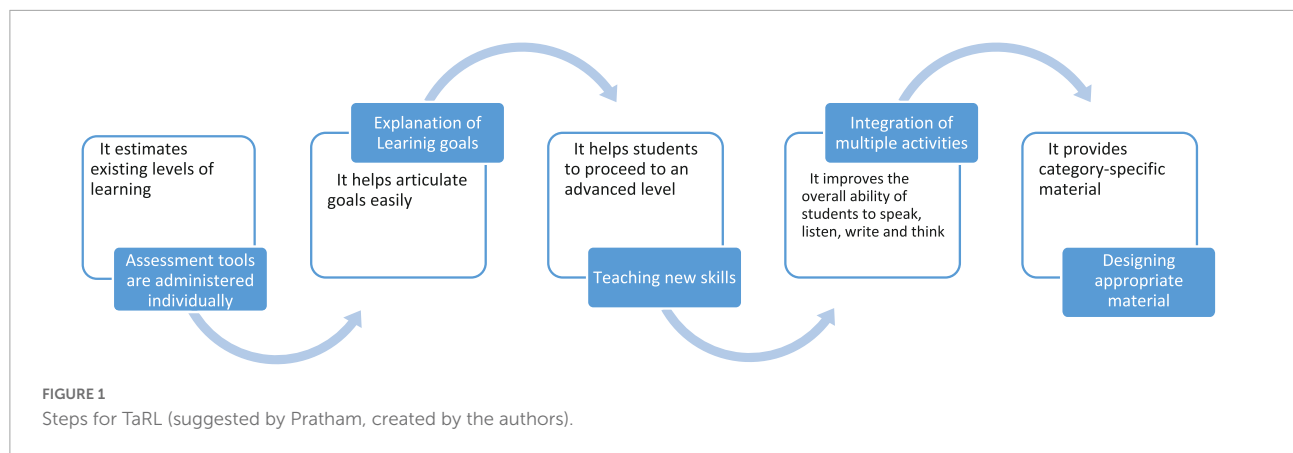 It estimates
existing levels of
learning
Assessment tools
are administered
individually
Explanation of
Learinig goals
It helps articulate
goals easily
It helps students
to proceed to an
advanced level
Teaching new skills
Integration of
multiple activities
It improves the
overall ability of
students to speak,
listen, write and think
It provides
category-specific
material
Designing
appropriate
material
FIGURE 1
Steps for TaRL (suggested by Pratham, created by the authors).